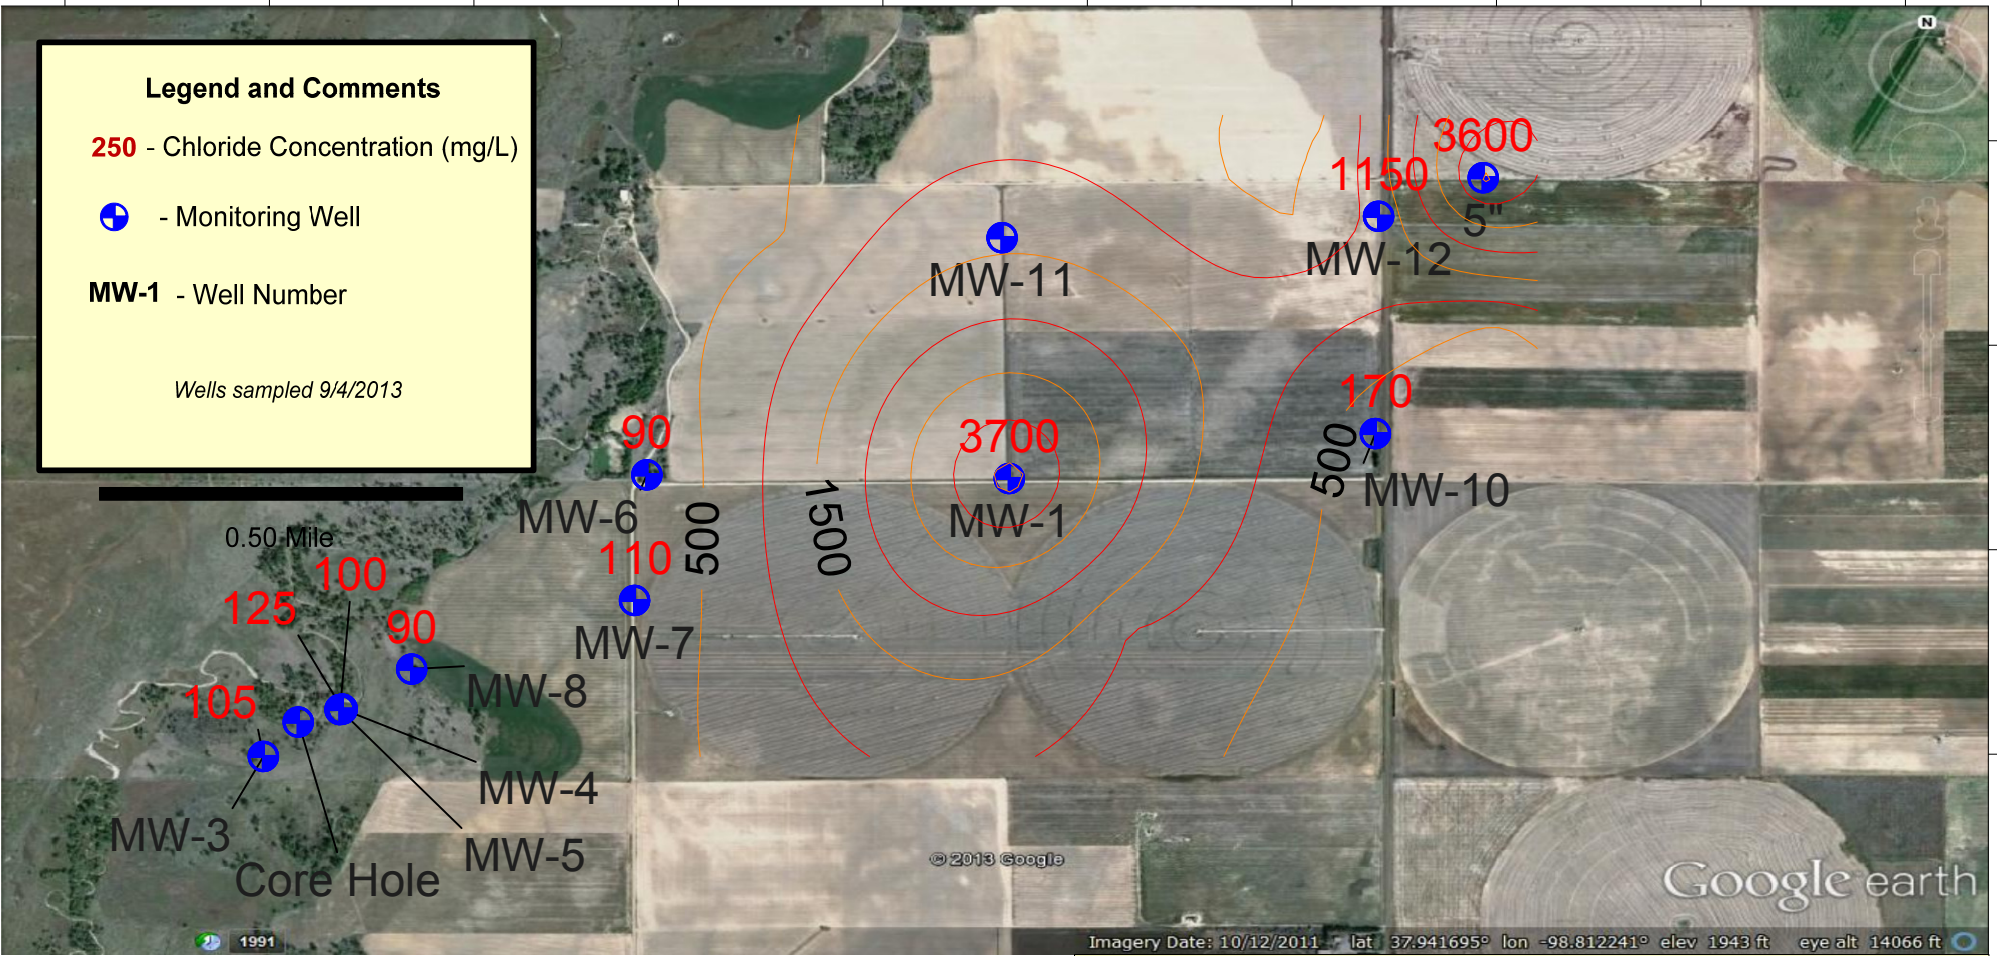 Legend and Comments
250 - Chloride Concentration (mg/L)
- Monitoring Well
MW-1 - Well Number
Wells sampled 9/4/2013
0.50 Mile
N
3600
5"
1150
MW-12
MW-11
170
500
MW-10
3700
MW-1
90
MW-6
500
1500
110
MW-7
100
125
90
MW-8
105
MW-4
MW-3
MW-5
Core Hole
© 2013 Google
Google earth
1991
Imagery Date: 10/12/2011 lat 37.941695° lon -98.812241° elev 1943 ft eye alt 14066 ft